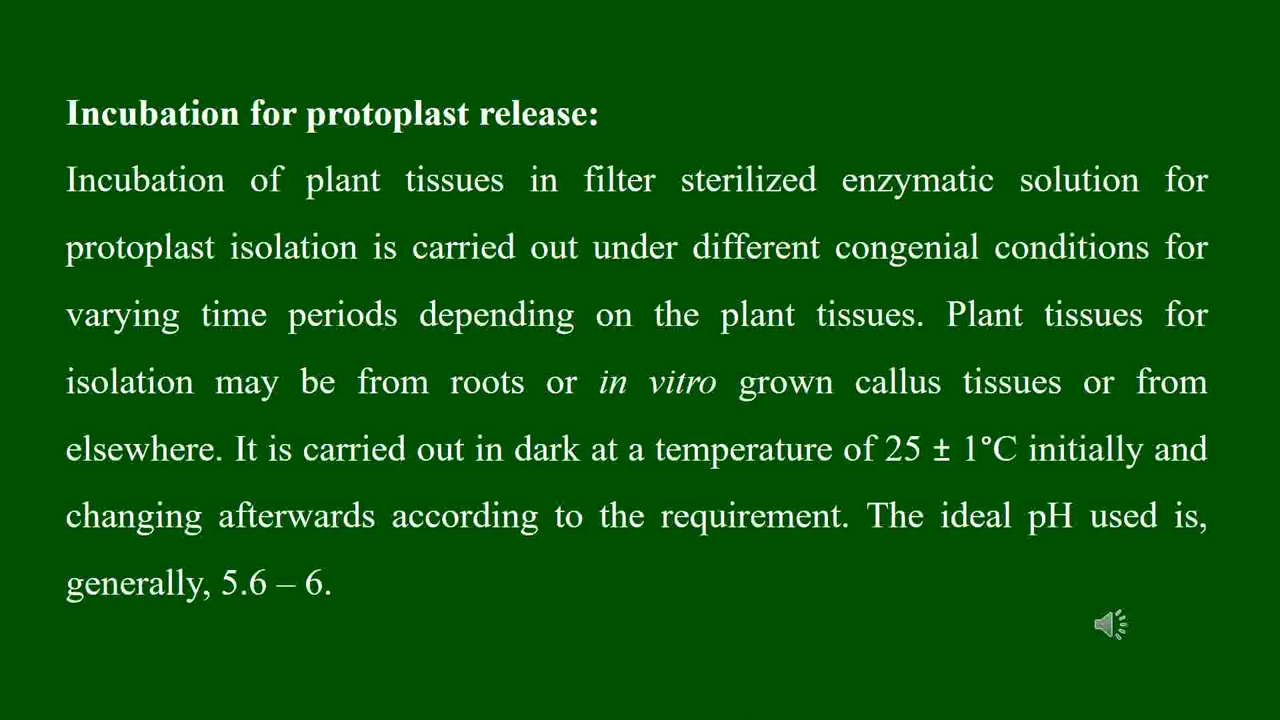 Incubation for protoplast release:
Incubation of plant tissues in filter sterilized enzymatic solution for
protoplast isolation is carried out under different congenial conditions for
varying time periods depending on the plant tissues. Plant tissues for
isolation may be from roots or in vitro grown callus tissues or from
elsewhere. It is carried out in dark at a temperature of 25 ± 1°C initially and
changing afterwards according to the requirement. The ideal pH used is,
generally, 5.6 – 6.